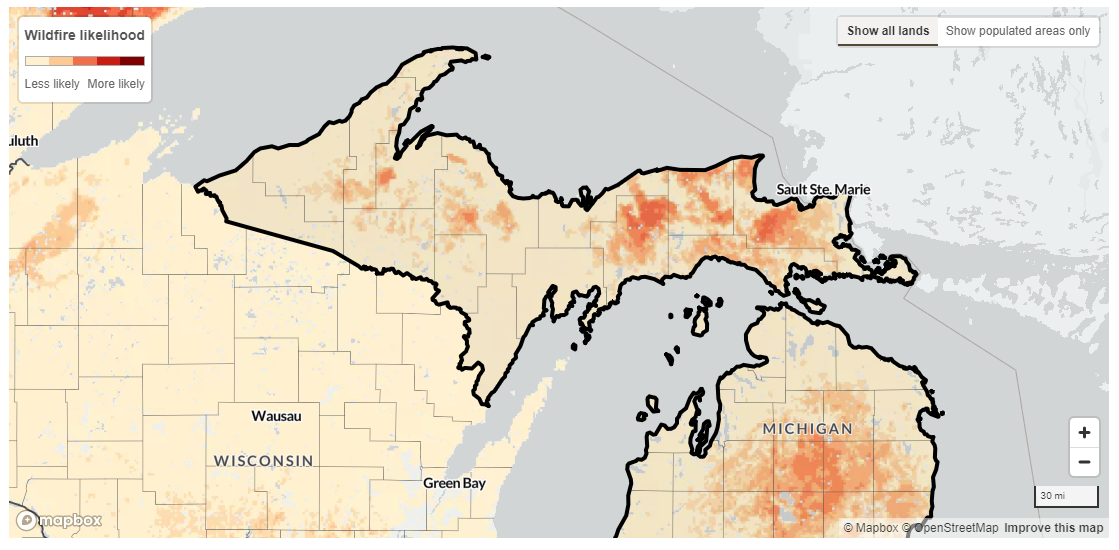 Wildfire likelihood
Less likely More likely
Show all lands Show populated areas only
uluth
Sault Ste. Marie
Wausau
MICHIGAN
WISCONSIN
Green Bay
30 mi
mapbox
© Mapbox © OpenStreetMap Improve this map